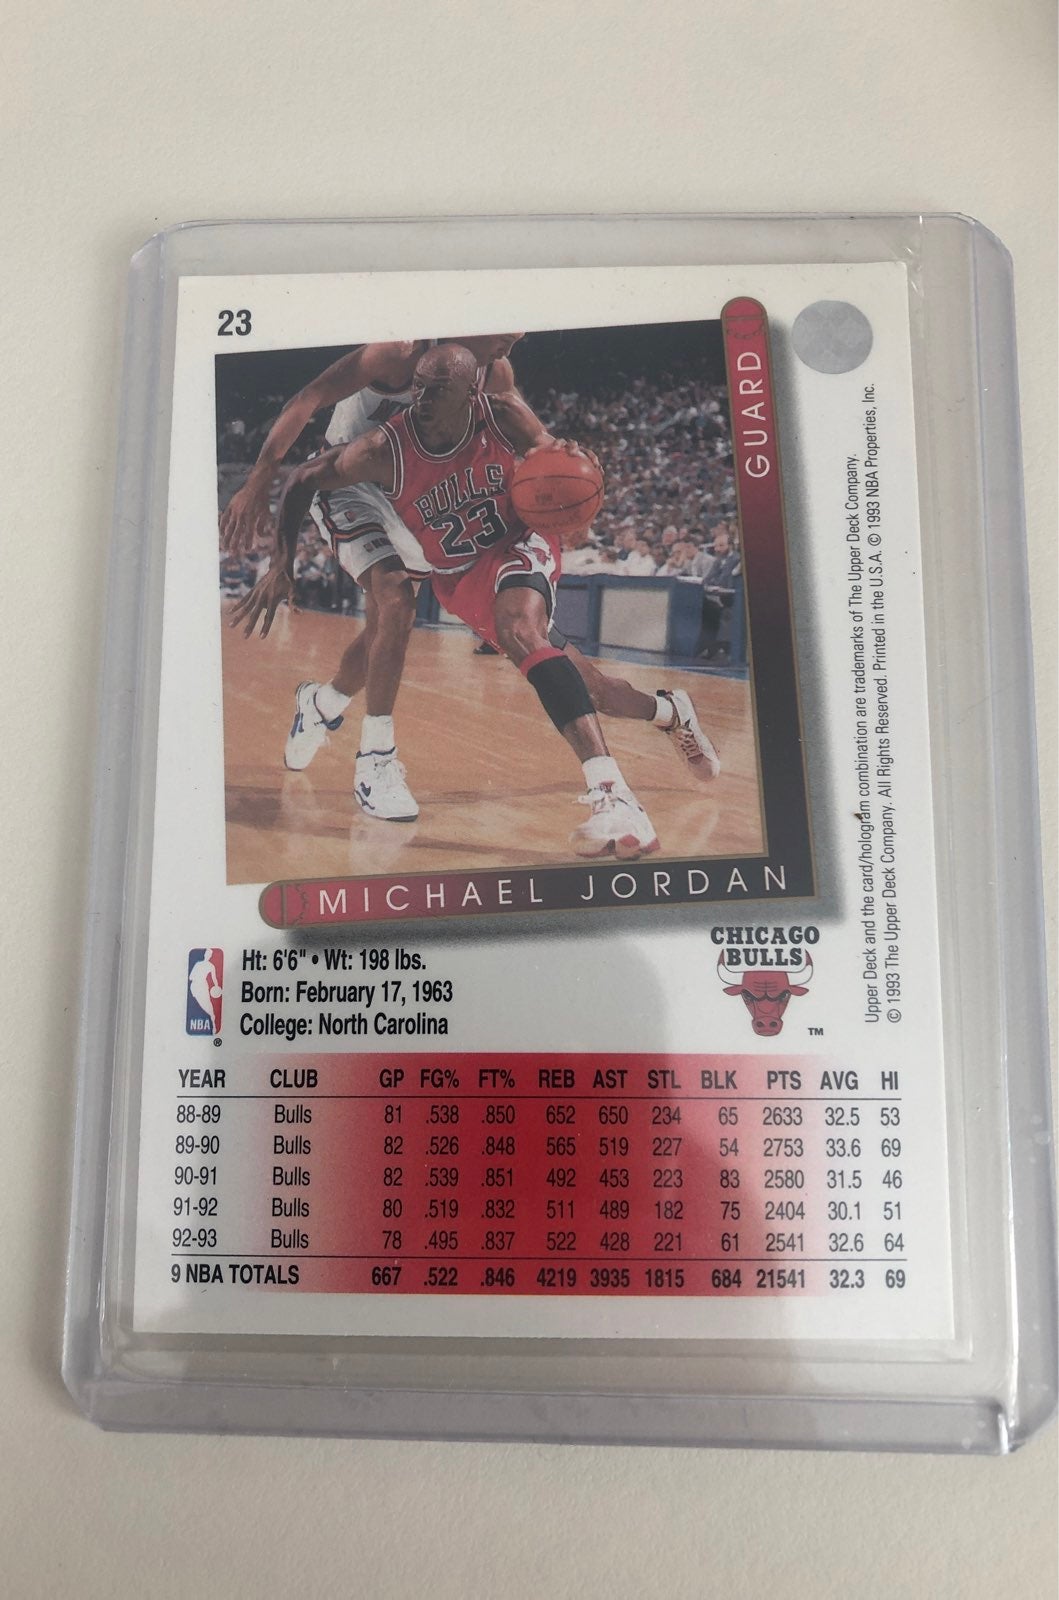 23
GUARD
BULLS
23
MICHAEL JORDAN
Upper Deck and the card/hologram combination are trademarks of The Upper Deck Company.
© 1993 The Upper Deck Company. All Rights Reserved. Printed in the U.S.A. © 1993 NBA Properties, Inc.
CHICAGO
BULLS
TM
NBA
®
Ht: 6'6" • Wt: 198 lbs.
Born: February 17, 1963
College: North Carolina
YEAR CLUB GP FG% FT% REB AST STL BLK PTS AVG HI
88-89 Bulls 81 .538 .850 652 650 234 65 2633 32.5 53
89-90 Bulls 82 .526 .848 565 519 227 54 2753 33.6 69
90-91 Bulls 82 .539 .851 492 453 223 83 2580 31.5 46
91-92 Bulls 80 .519 .832 511 489 182 75 2404 30.1 51
92-93 Bulls 78 .495 .837 522 428 221 61 2541 32.6 64
9 NBA TOTALS 667 .522 .846 4219 3935 1815 684 21541 32.3 69